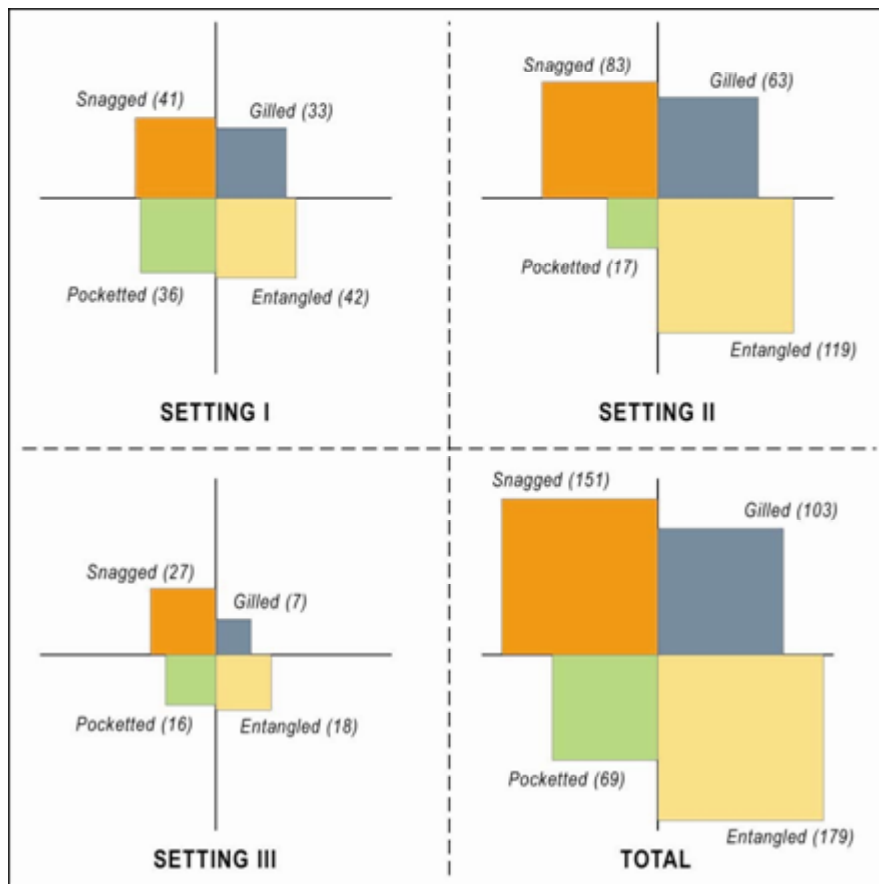 Snagged (41)
Gilled (33)
Pocketted (36)
Entangled (42)
SETTING I
Snagged (83)
Gilled (63)
Pocketted (17)
Entangled (119)
SETTING II
Snagged (27)
Gilled (7)
Pocketted (16)
Entangled (18)
SETTING III
Snagged (151)
Gilled (103)
Pocketted (69)
Entangled (179)
TOTAL